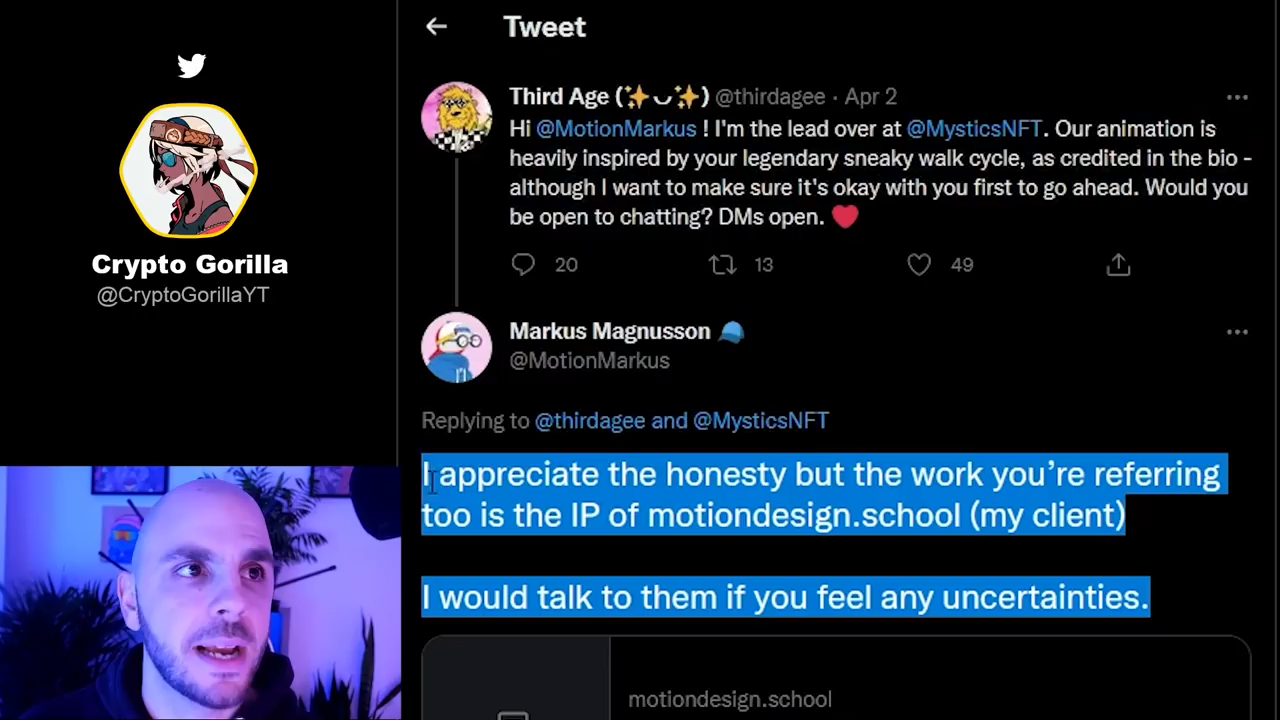 Tweet
Third Age (✨ᴗ✨) @thirdagee · Apr 2
Hi @MotionMarkus ! I'm the lead over at @MysticsNFT. Our animation is
heavily inspired by your legendary sneaky walk cycle, as credited in the bio -
although I want to make sure it's okay with you first to go ahead. Would you
be open to chatting? DMs open. ❤️
20 13 49
Crypto Gorilla
@CryptoGorillaYT
Markus Magnusson 🧢
@MotionMarkus
Replying to @thirdagee and @MysticsNFT
I appreciate the honesty but the work you’re referring
too is the IP of motiondesign.school (my client)
I would talk to them if you feel any uncertainties.
motiondesign.school